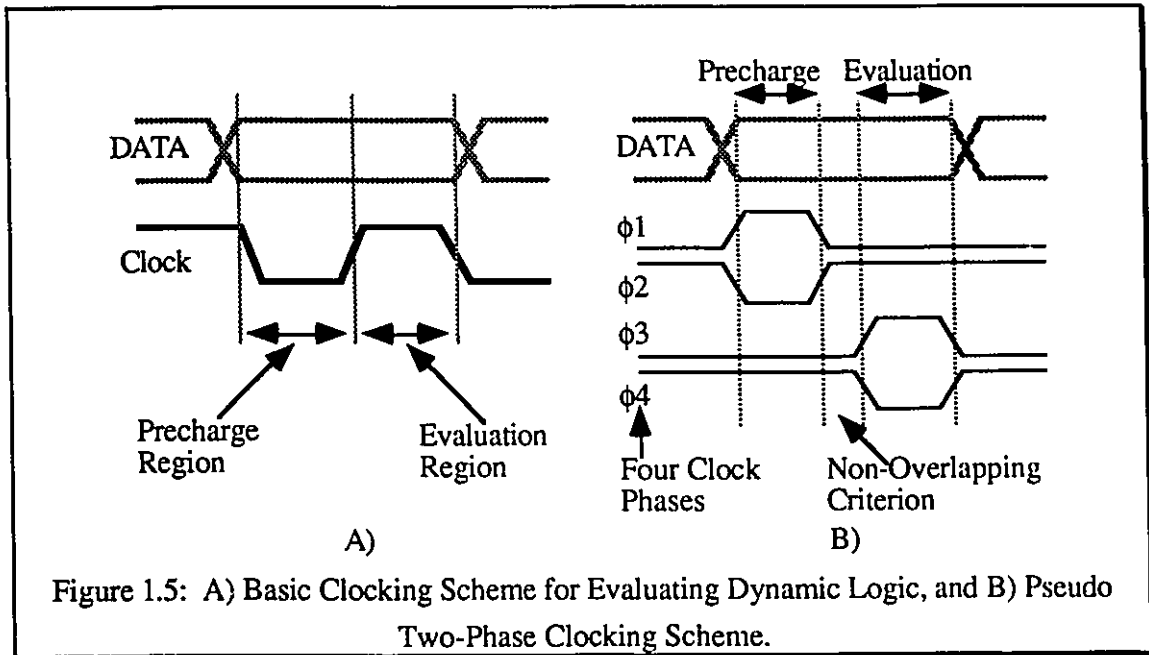 DATA
Clock
Precharge
Region
Evaluation
Region
A)
Precharge Evaluation
DATA
ϕ1
ϕ2
ϕ3
ϕ4
Four Clock
Phases
Non-Overlapping
Criterion
B)
Figure 1.5: A) Basic Clocking Scheme for Evaluating Dynamic Logic, and B) Pseudo
Two-Phase Clocking Scheme.